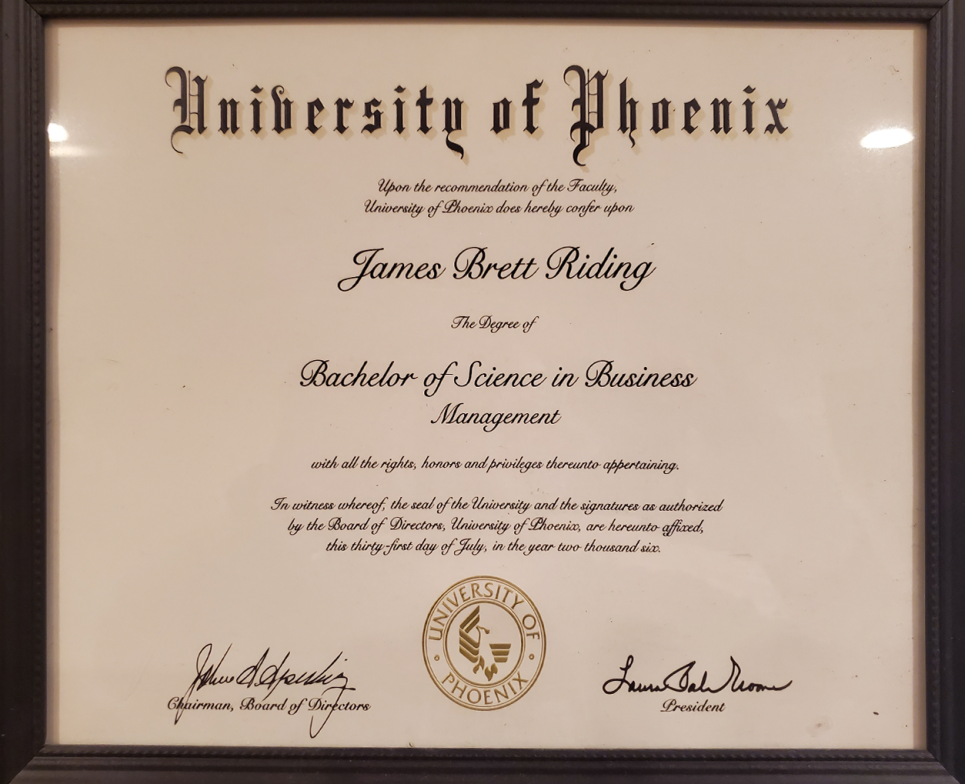 University of Phoenix
Upon the recommendation of the Faculty,
University of Phoenix does hereby confer upon
James Brett Riding
The Degree of
Bachelor of Science in Business
Management
with all the rights, honors and privileges thereunto appertaining.
In witness whereof, the seal of the University and the signatures as authorized
by the Board of Directors, University of Phoenix, are hereunto affixed,
this thirty-first day of July, in the year two thousand six.
UNIVERSITY OF
PHOENIX
Chairman, Board of Directors
President